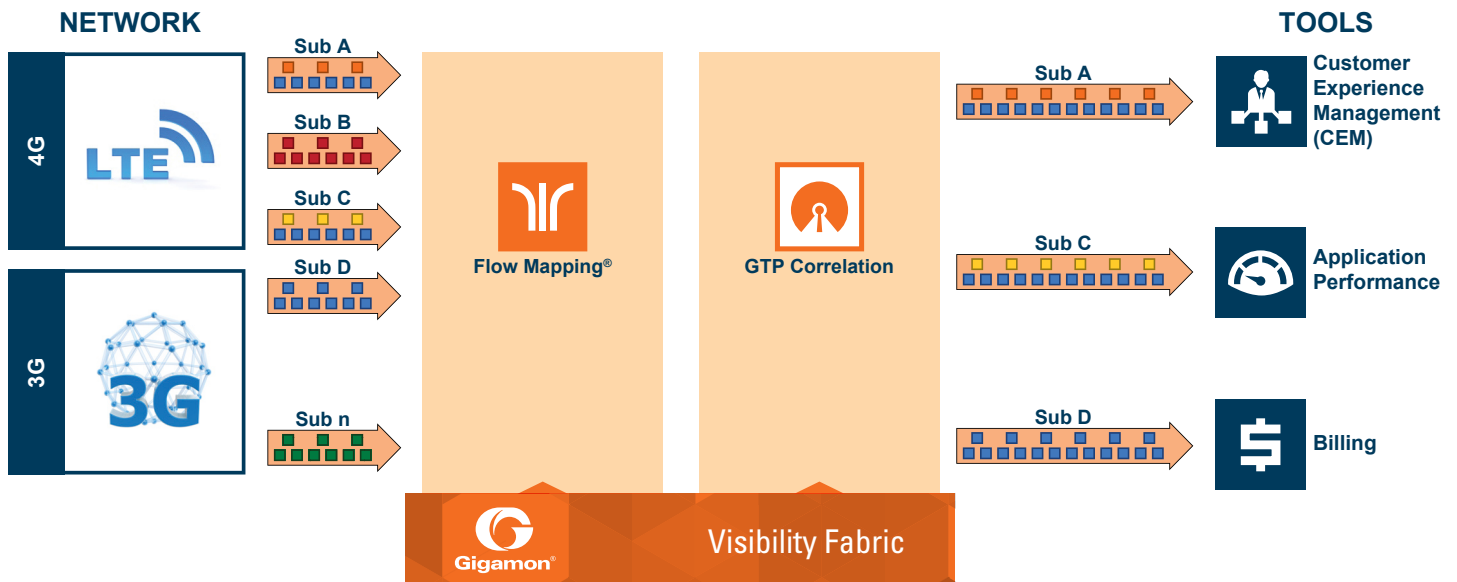 NETWORK
TOOLS
4G
LTE
3G
3G
Sub A
Sub B
Sub C
Sub D
Sub n
Flow Mapping®
GTP Correlation
Sub A
Sub C
Sub D
Customer
Experience
Management
(CEM)
Application
Performance
$
Billing
Gigamon®
Visibility Fabric